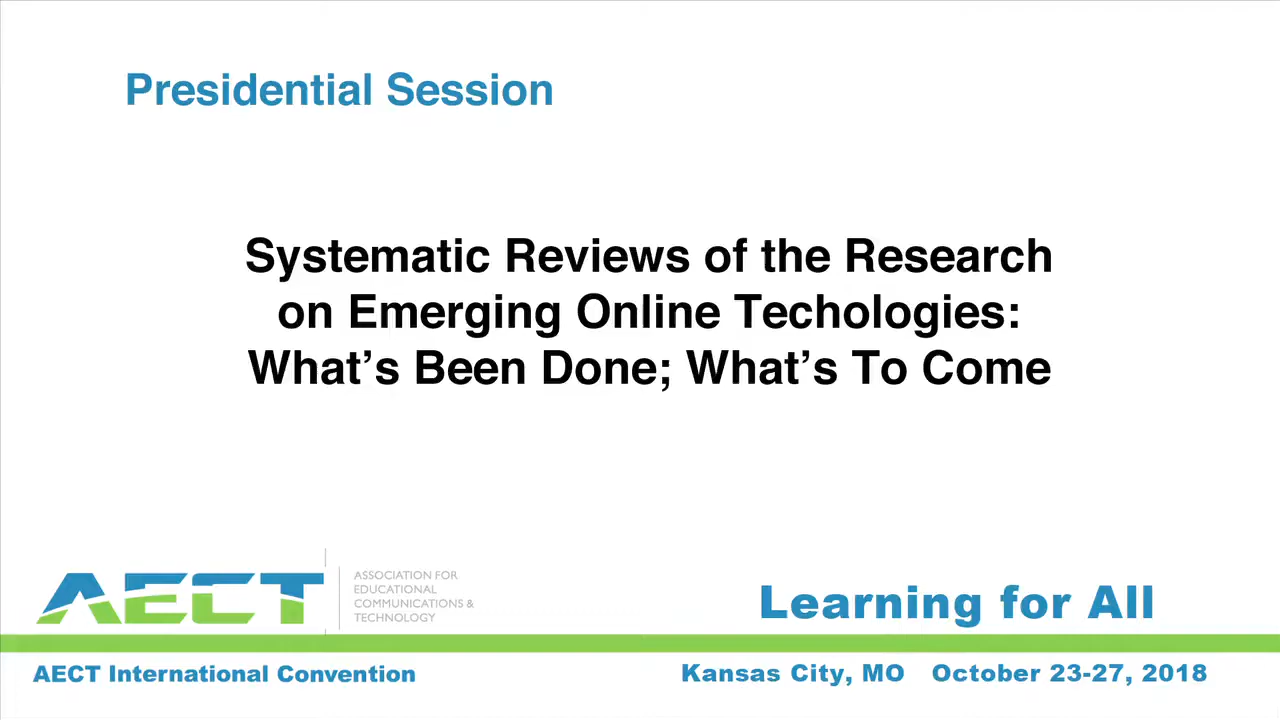 Presidential Session
Systematic Reviews of the Research
on Emerging Online Techologies:
What’s Been Done; What’s To Come
AECT
ASSOCIATION FOR
EDUCATIONAL
COMMUNICATIONS &
TECHNOLOGY
Learning for All
AECT International Convention
Kansas City, MO October 23-27, 2018